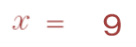 x = 9